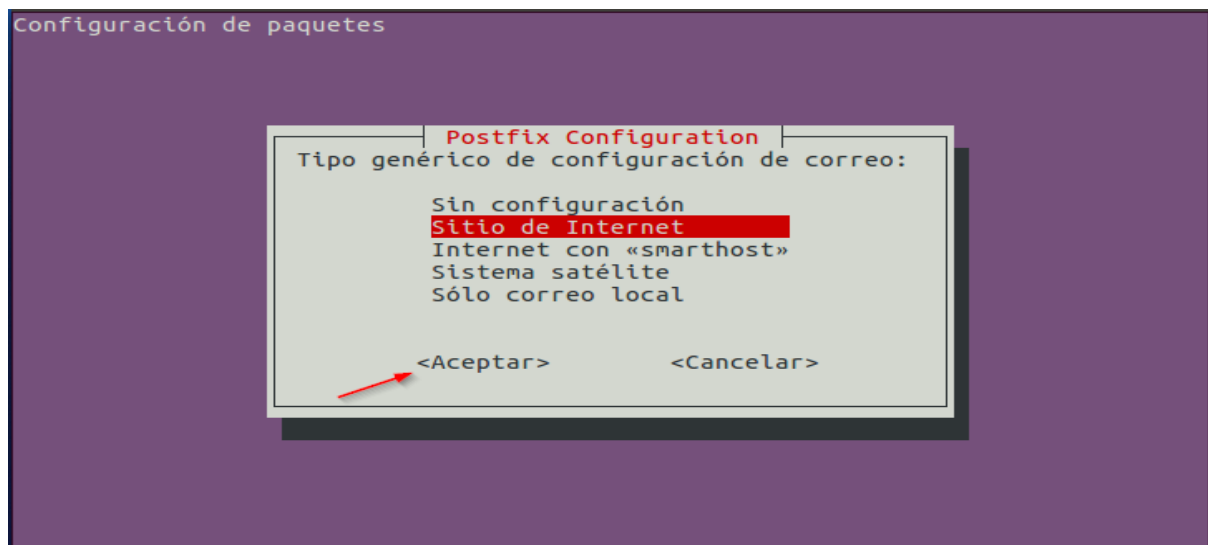 Configuración de paquetes
Postfix Configuration
Tipo genérico de configuración de correo:
Sin configuración
Sitio de Internet
Internet con «smarthost»
Sistema satélite
Sólo correo local
<Aceptar> <Cancelar>